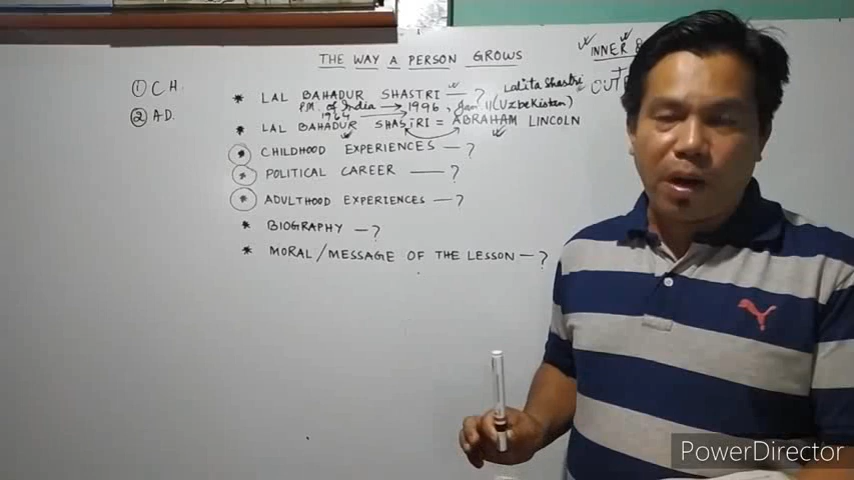 THE WAY A PERSON GROWS
INNER &
① C H.
② A D.
* LAL BAHADUR SHASTRI — ? Lalita Shastri
P.M. of India → 1996, Jan 11 (Uzbekistan)
1964
* LAL BAHADUR SHASTRI = ABRAHAM LINCOLN
* CHILDHOOD EXPERIENCES — ?
* POLITICAL CAREER — ?
* ADULTHOOD EXPERIENCES — ?
* BIOGRAPHY — ?
* MORAL / MESSAGE OF THE LESSON — ?
PowerDirector